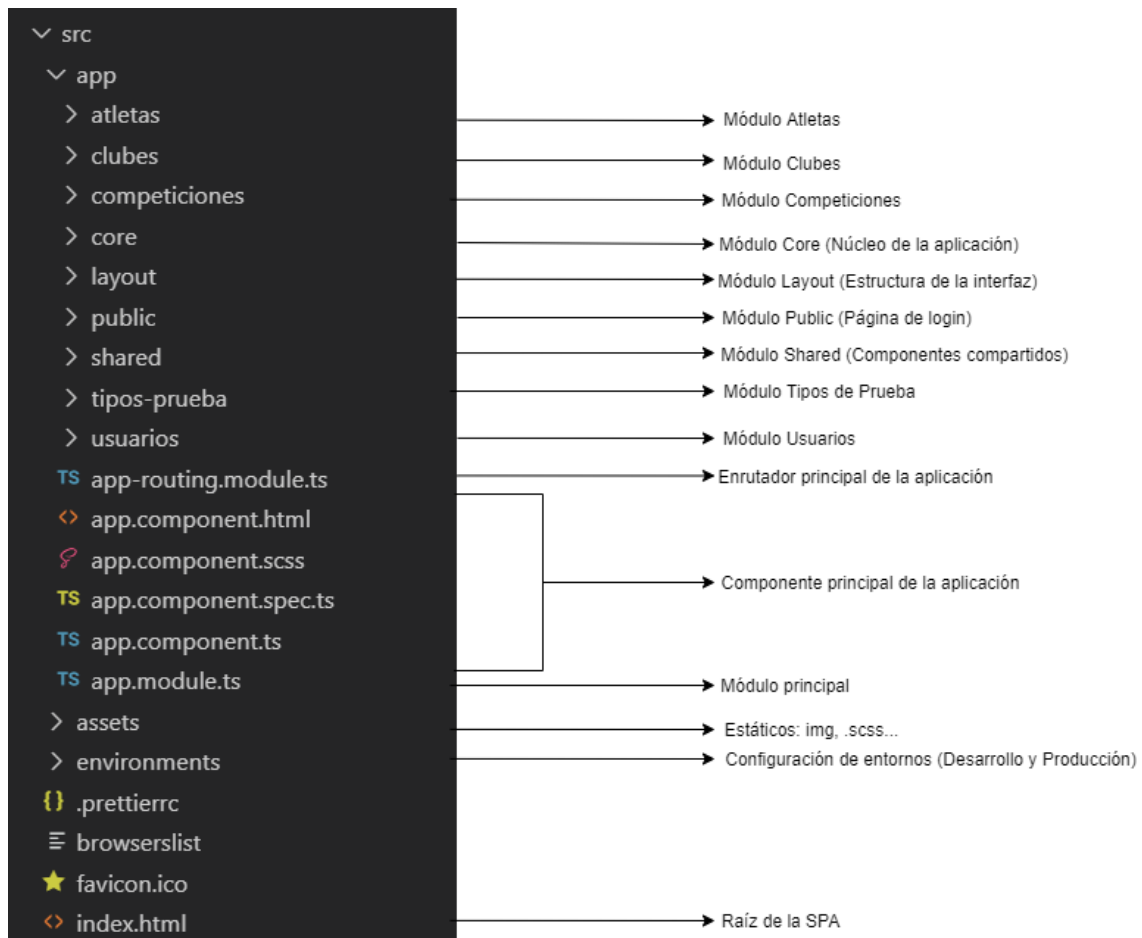 src
app
atletas Módulo Atletas
clubes Módulo Clubes
competiciones Módulo Competiciones
core Módulo Core (Núcleo de la aplicación)
layout Módulo Layout (Estructura de la interfaz)
public Módulo Public (Página de login)
shared Módulo Shared (Componentes compartidos)
tipos-prueba Módulo Tipos de Prueba
usuarios Módulo Usuarios
TS app-routing.module.ts Enrutador principal de la aplicación
<> app.component.html
app.component.scss
TS app.component.spec.ts Componente principal de la aplicación
TS app.component.ts
TS app.module.ts Módulo principal
assets Estáticos: img, .scss...
environments Configuración de entornos (Desarrollo y Producción)
{} .prettierrc
browserslist
favicon.ico
<> index.html Raíz de la SPA